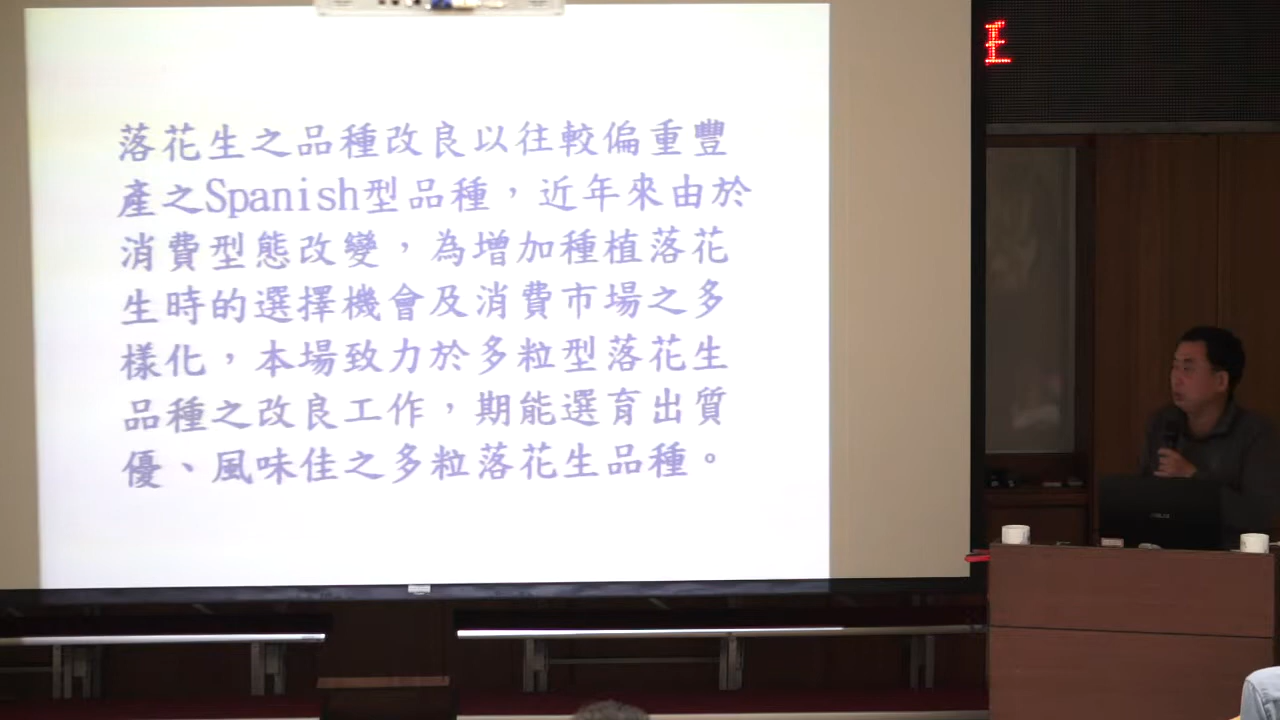 落花生之品種改良以往較偏重豐
產之Spanish型品種，近年來由於
消費型態改變，為增加種植落花
生時的選擇機會及消費市場之多
樣化，本場致力於多粒型落花生
品種之改良工作，期能選育出質
優、風味佳之多粒落花生品種。
ASUS